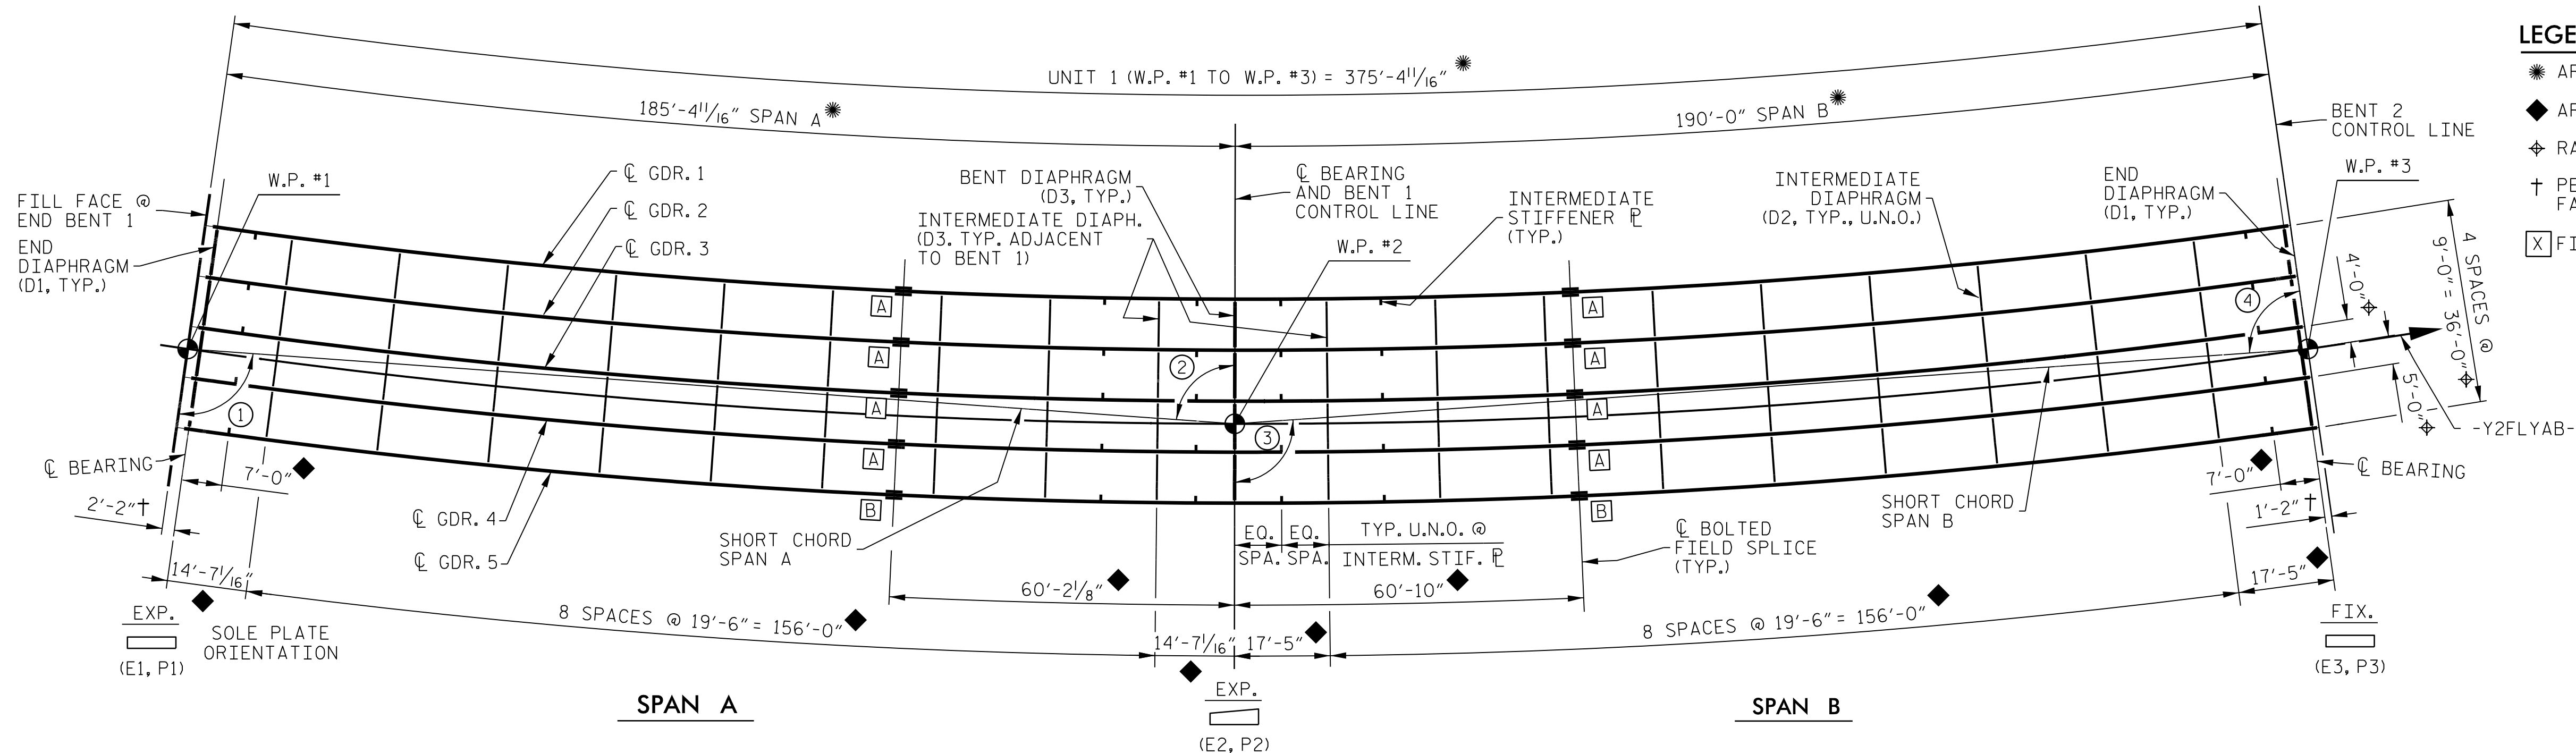 UNIT 1 (W.P. #1 TO W.P. #3) = 375'-4 11/16"
185'-4 11/16" SPAN A
190'-0" SPAN B
LEGE
AR
AR
RA
† PE
FA
X FI
BENT 2
CONTROL LINE
FILL FACE @
END BENT 1
END
DIAPHRAGM
(D1, TYP.)
W.P. #1
℄ GDR. 1
℄ GDR. 2
℄ GDR. 3
BENT DIAPHRAGM
(D3, TYP.)
INTERMEDIATE DIAPH.
(D3. TYP. ADJACENT
TO BENT 1)
℄ BEARING
AND BENT 1
CONTROL LINE
W.P. #2
INTERMEDIATE
STIFFENER ⅊
(TYP.)
INTERMEDIATE
DIAPHRAGM
(D2, TYP., U.N.O.)
END
DIAPHRAGM
(D1, TYP.)
W.P. #3
4 SPACES @
9'-0" = 36'-0"
4'-0"
5'-0"
-Y2FLYAB-
A
A
A
A
B
A
A
A
A
B
1
2
3
4
℄ BEARING
7'-0"
2'-2"†
℄ GDR. 4
℄ GDR. 5
SHORT CHORD
SPAN A
EQ.
SPA.
EQ.
SPA.
TYP. U.N.O. @
INTERM. STIF. ⅊
℄ BOLTED
FIELD SPLICE
(TYP.)
SHORT CHORD
SPAN B
7'-0"
1'-2" †
℄ BEARING
14'-7 1/16"
60'-2 1/8"
60'-10"
17'-5"
8 SPACES @ 19'-6" = 156'-0"
14'-7 1/16"
17'-5"
8 SPACES @ 19'-6" = 156'-0"
EXP.
(E1, P1)
SOLE PLATE
ORIENTATION
EXP.
(E2, P2)
FIX.
(E3, P3)
SPAN A
SPAN B